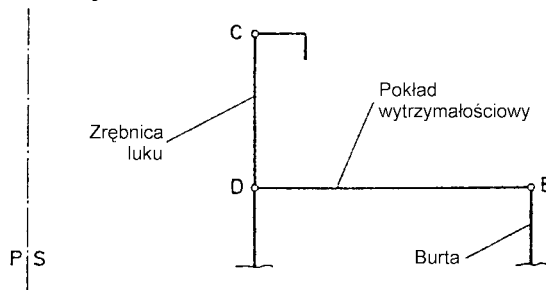 C
Pokład
wytrzymałościowy
Zrębnica
luku
D
E
P S
Burta